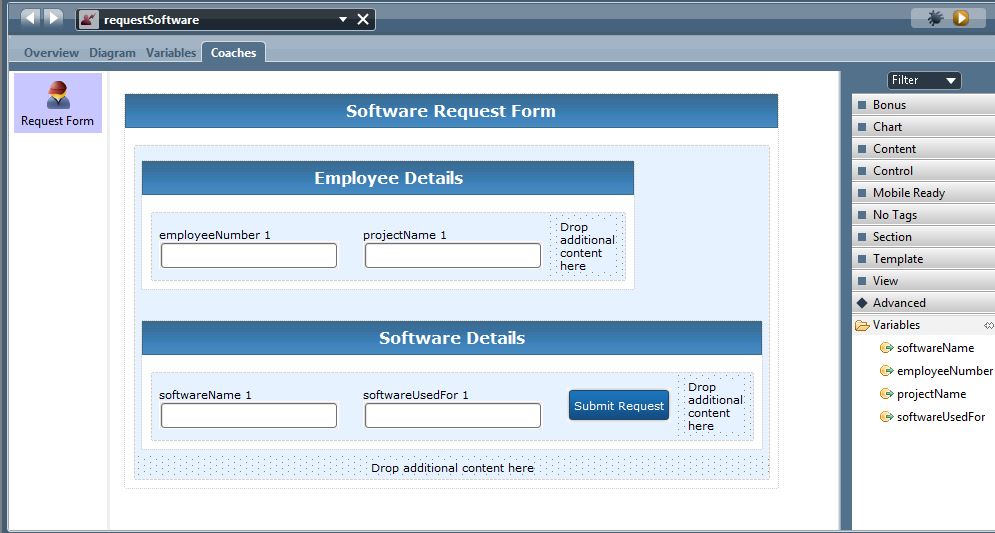 requestSoftware
Overview Diagram Variables Coaches
Request Form
Software Request Form
Employee Details
employeeNumber 1
projectName 1
Drop
additional
content
here
Software Details
softwareName 1
softwareUsedFor 1
Submit Request
Drop
additional
content
here
Drop additional content here
Filter
Bonus
Chart
Content
Control
Mobile Ready
No Tags
Section
Template
View
Advanced
Variables
softwareName
employeeNumber
projectName
softwareUsedFor